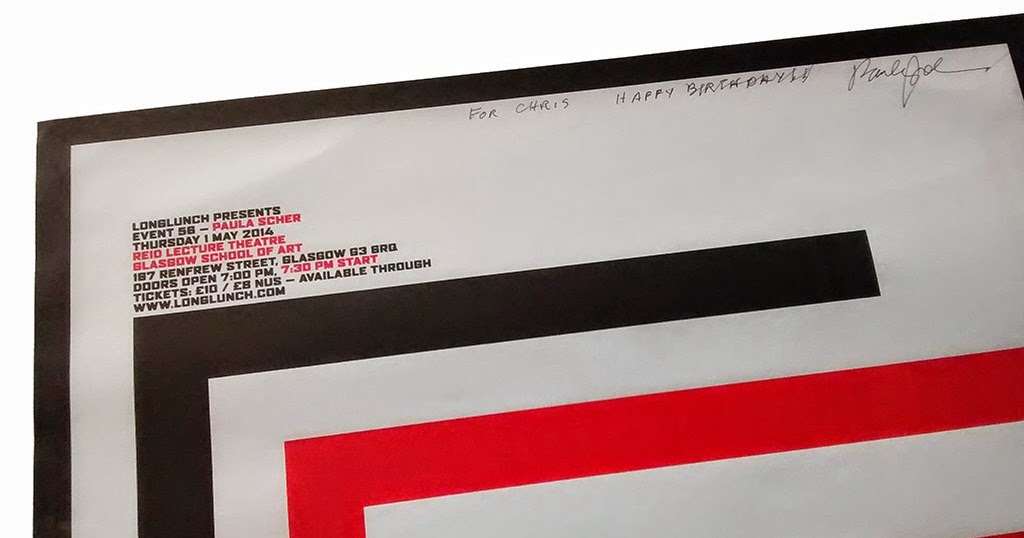 FOR CHRIS HAPPY BIRTHDAY!!
LONGLUNCH PRESENTS
EVENT 56 – PAULA SCHER
THURSDAY 1 MAY 2014
REID LECTURE THEATRE
GLASGOW SCHOOL OF ART
167 RENFREW STREET, GLASGOW G3 6RQ
DOORS OPEN 7:00 PM, 7:30 PM START
TICKETS: £10 / £8 NUS – AVAILABLE THROUGH
WWW.LONGLUNCH.COM